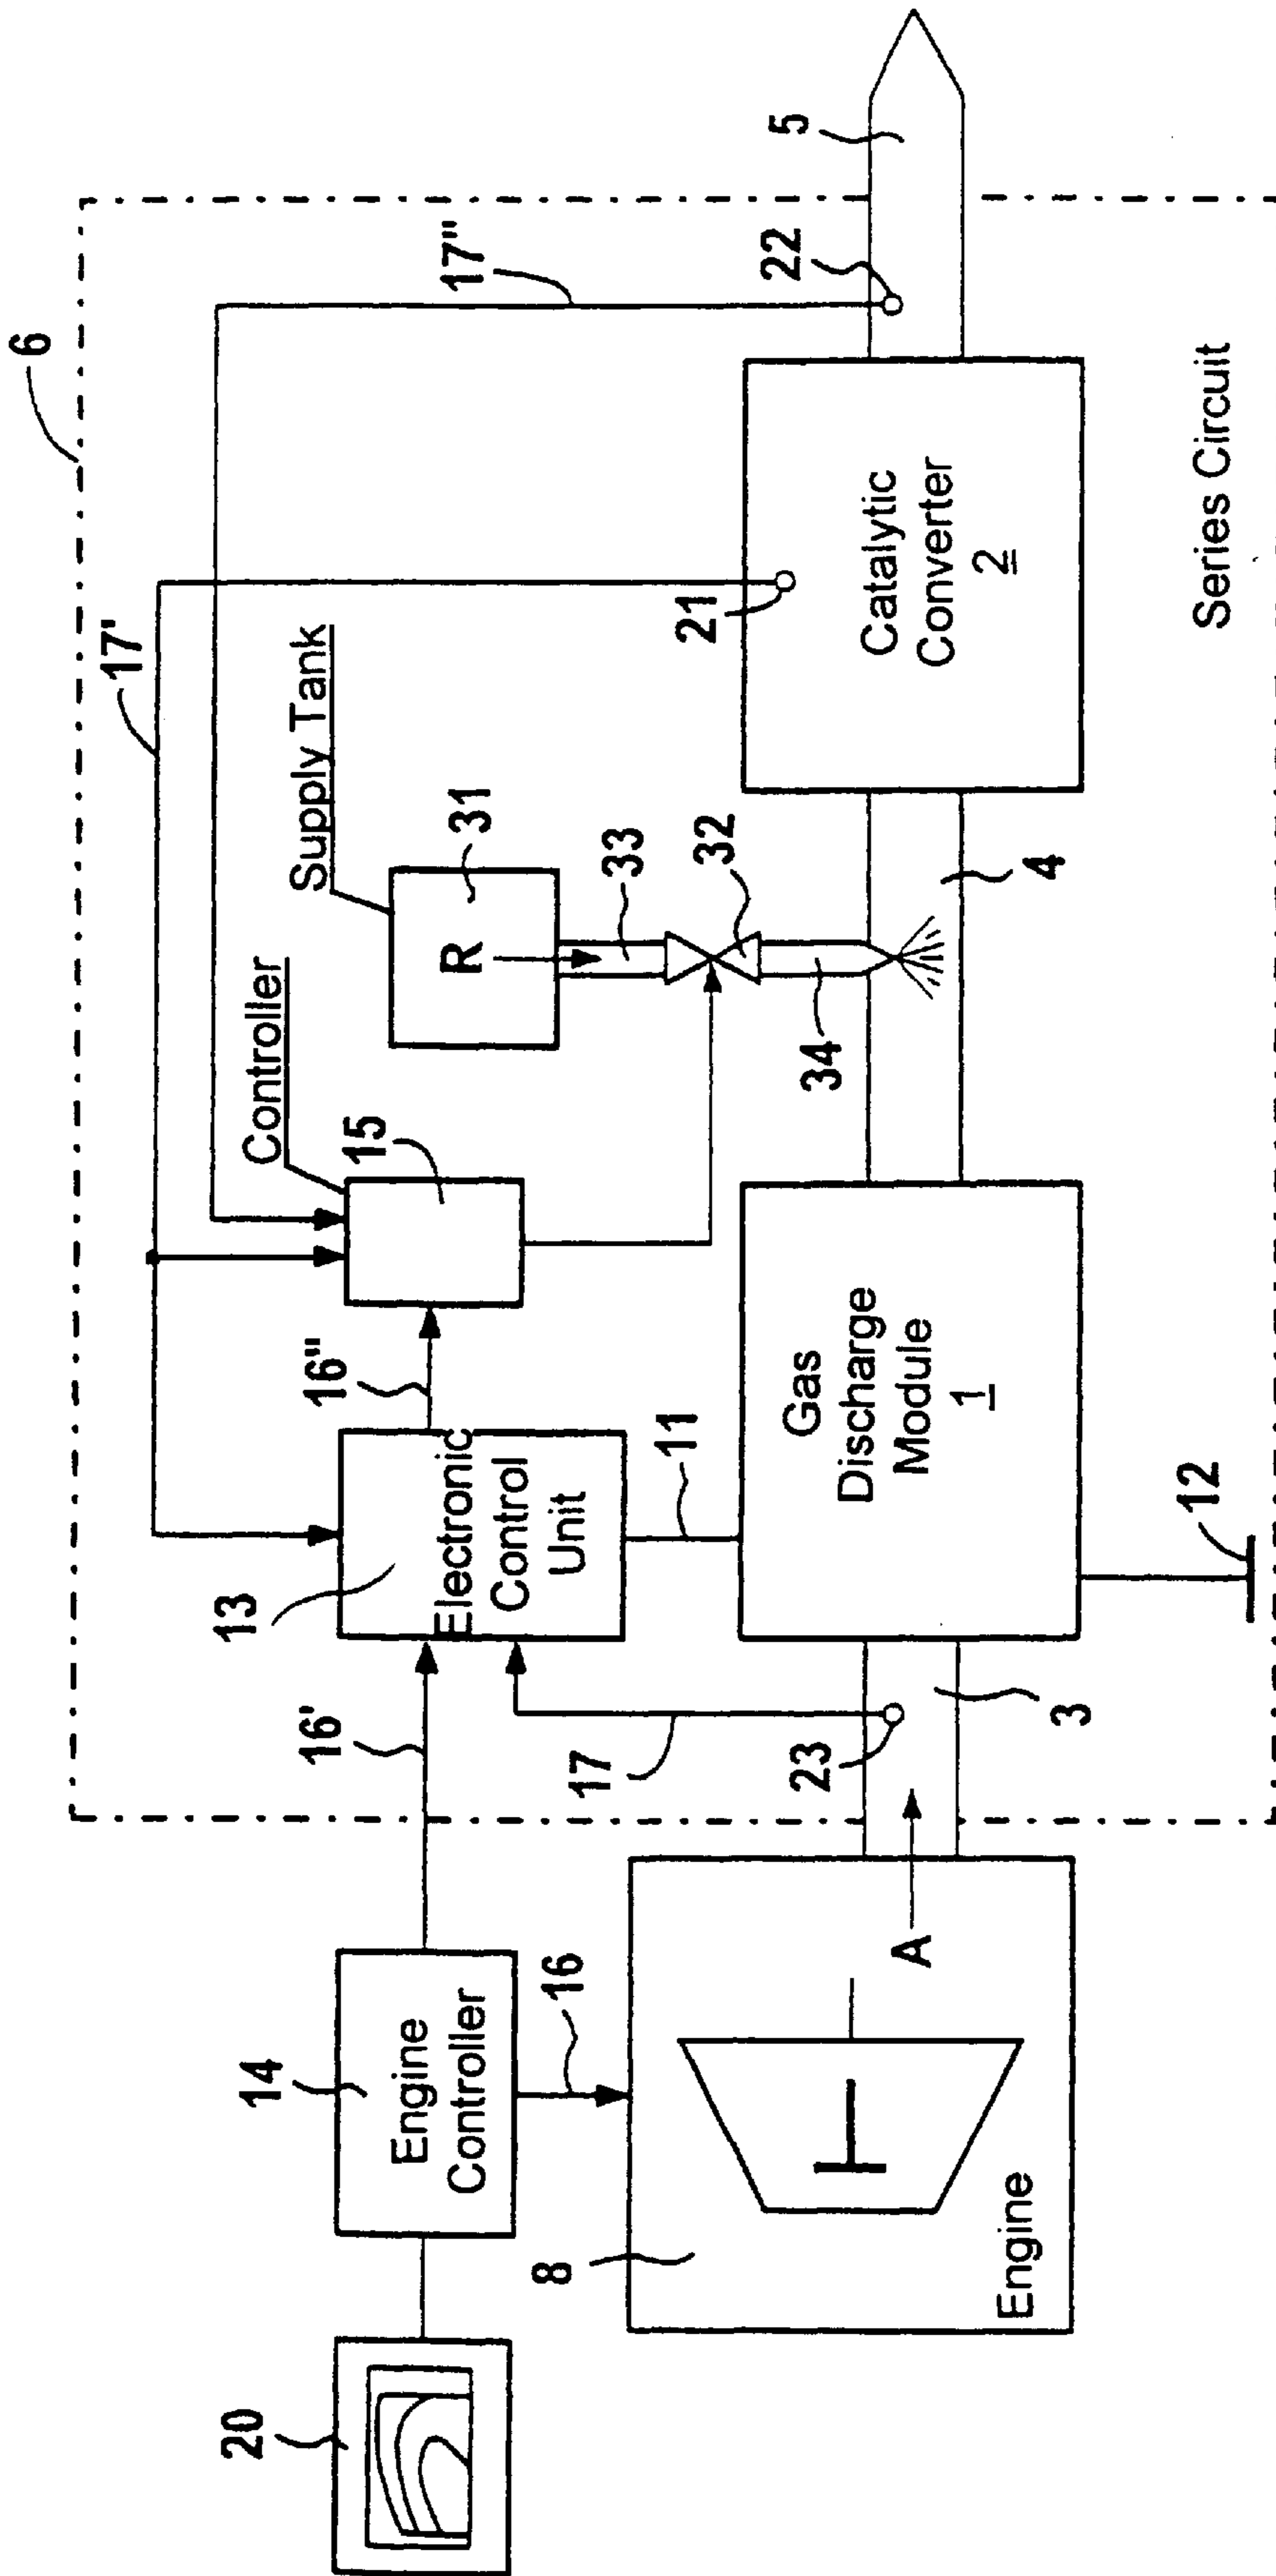 6
17'
17"
Supply Tank
Controller
31
R
33
32
34
15
16"
13
Electronic
Control
Unit
11
16'
17
23
3
21
22
5
4
Catalytic
Converter
2
Gas
Discharge
Module
1
12
Series Circuit
20
14
Engine
Controller
16
8
A
Engine